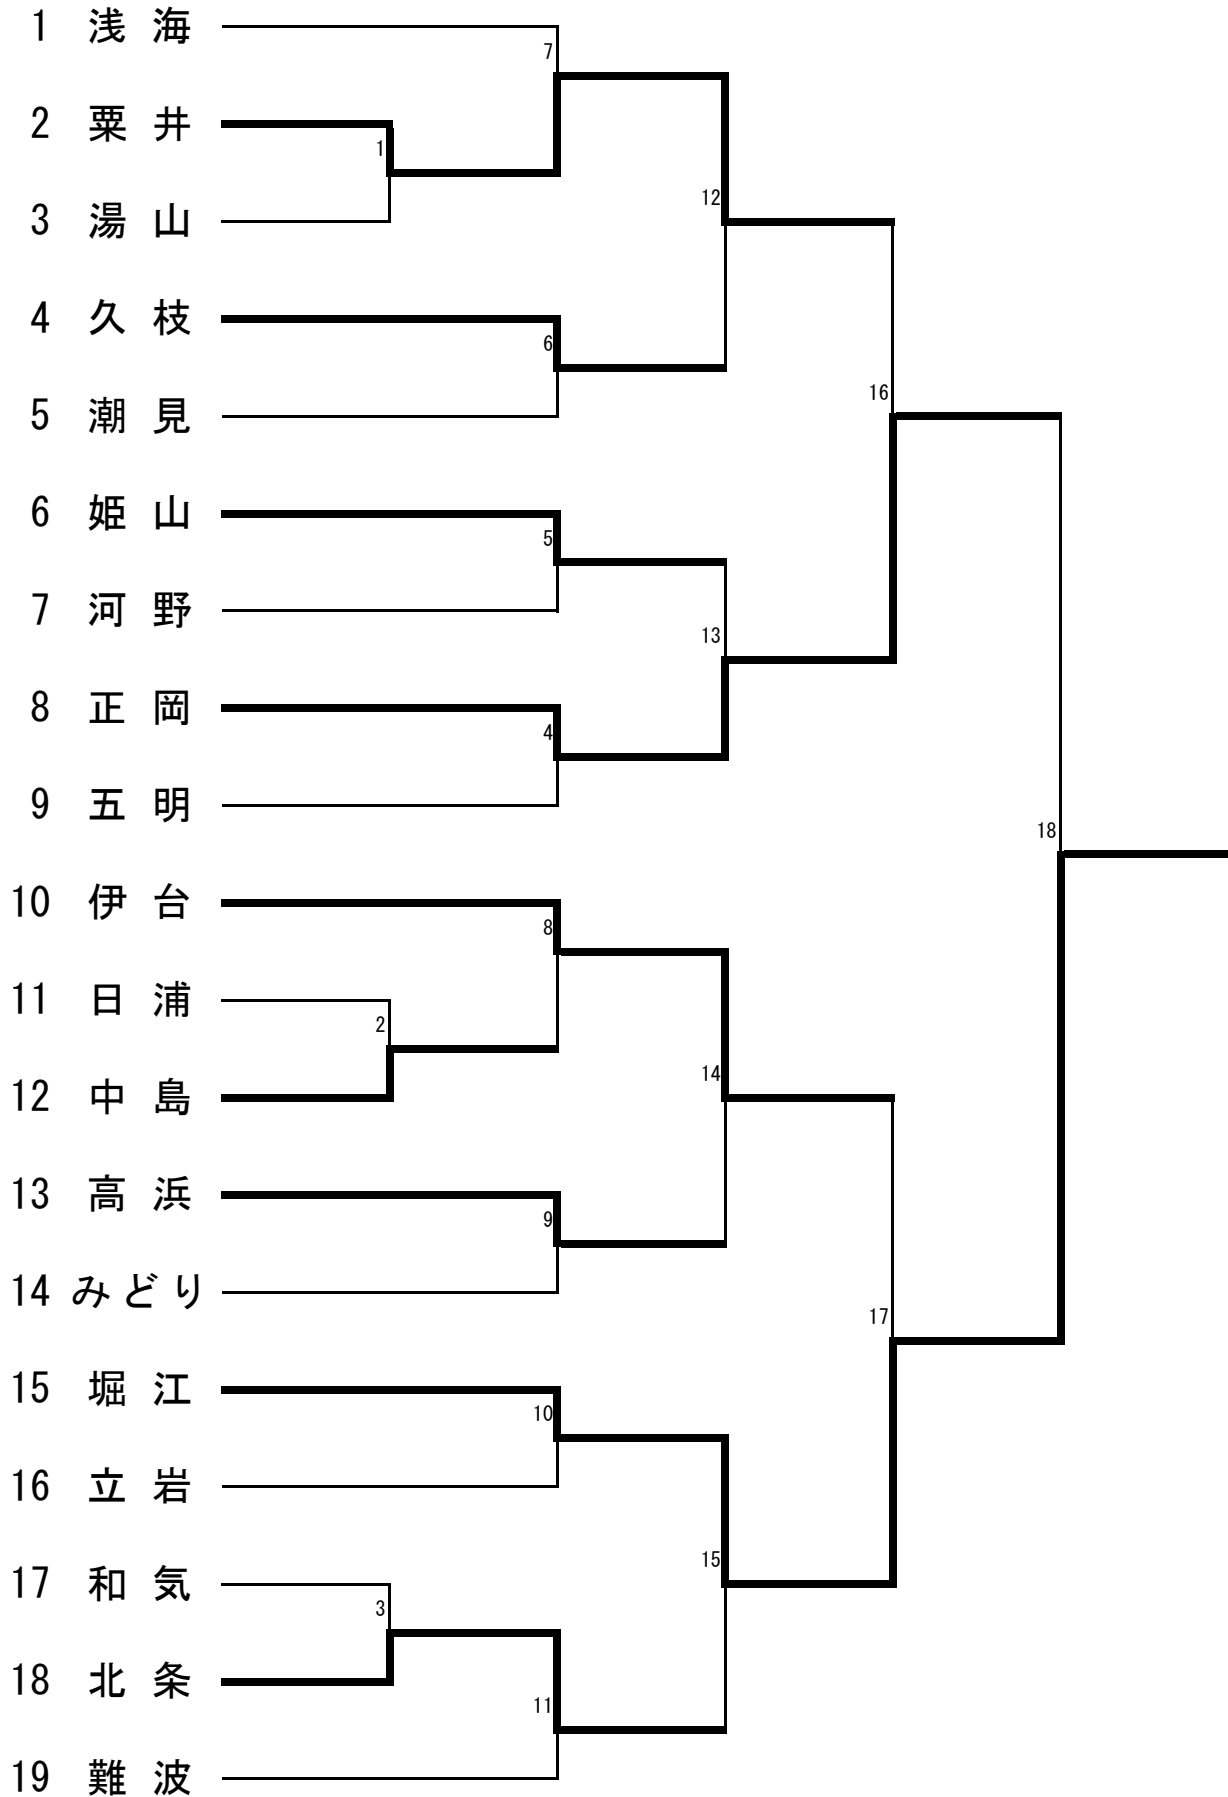 1 浅海
7
2 粟井
1
12
3 湯山
4 久枝
6
16
5 潮見
6 姫山
5
7 河野
13
8 正岡
4
9 五明
18
10 伊台
8
11 日浦
2
14
12 中島
13 高浜
9
14 みどり
17
15 堀江
10
16 立岩
15
17 和気
3
18 北条
11
19 難波